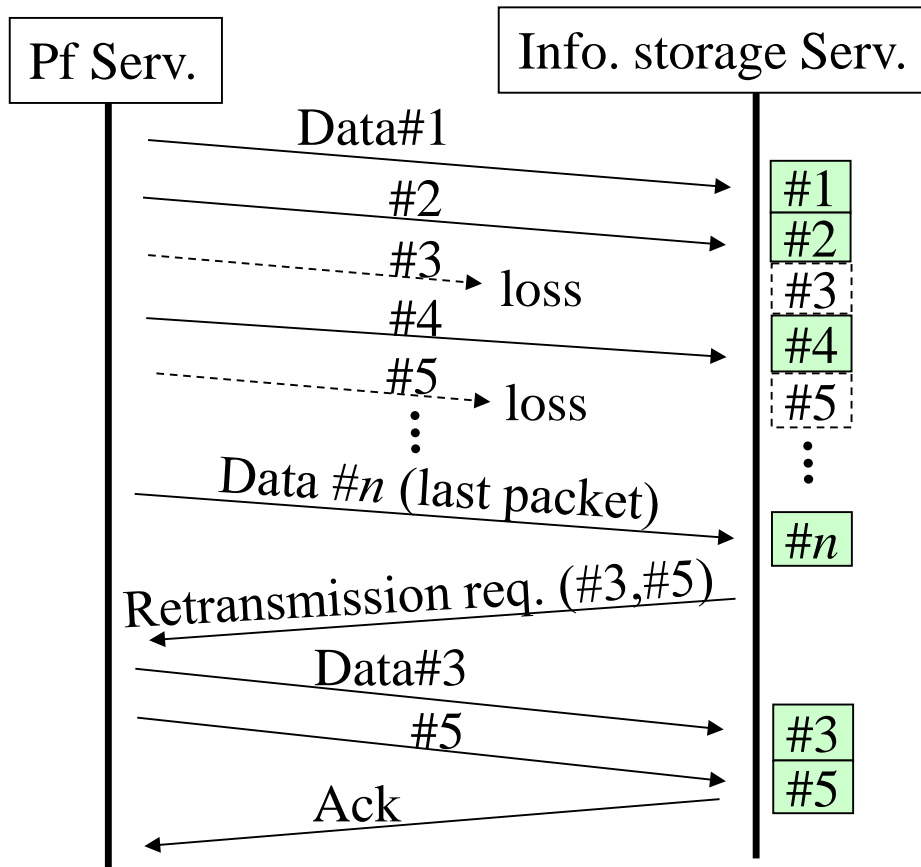 Pf Serv.
Info. storage Serv.
Data#1
#1
#2
#2
#3
loss
#3
#4
#4
#5
loss
#5
Data #n (last packet)
#n
Retransmission req. (#3,#5)
Data#3
#3
#5
#5
Ack